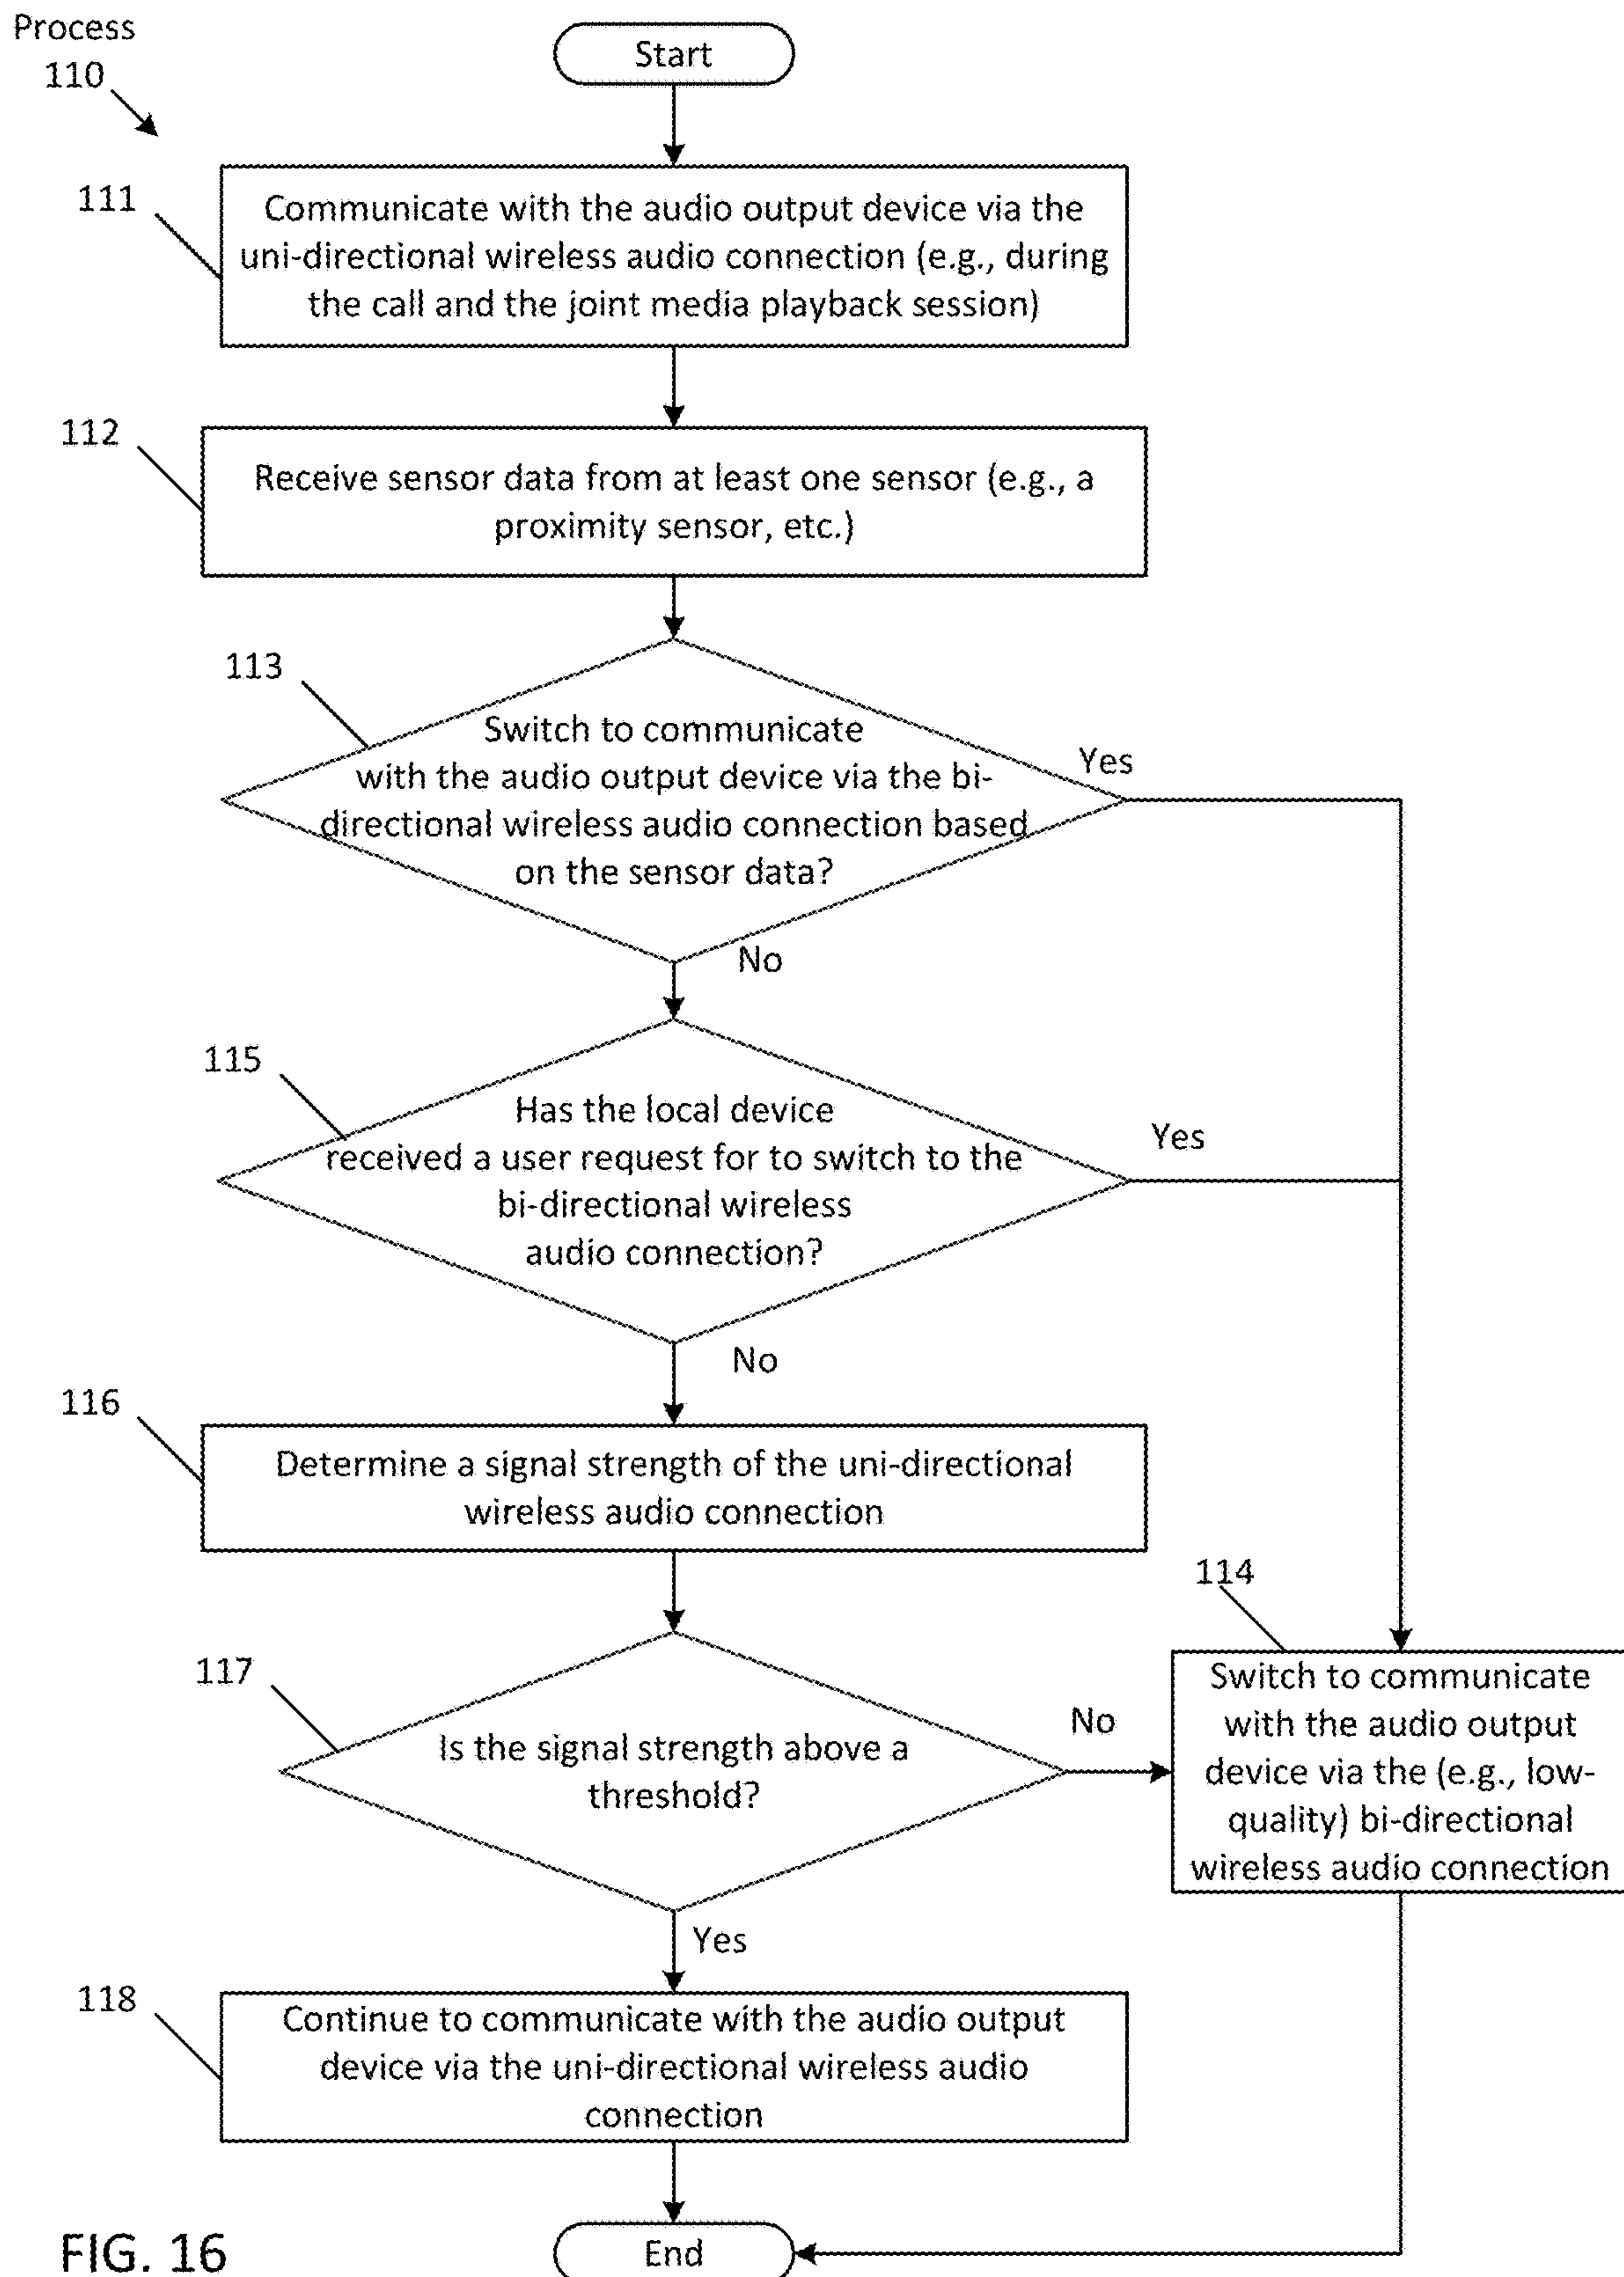 Process
110
Start
111
Communicate with the audio output device via the
uni-directional wireless audio connection (e.g., during
the call and the joint media playback session)
112
Receive sensor data from at least one sensor (e.g., a
proximity sensor, etc.)
113
Switch to communicate
with the audio output device via the bi-
directional wireless audio connection based
on the sensor data?
Yes
No
115
Has the local device
received a user request for to switch to the
bi-directional wireless
audio connection?
Yes
No
116
Determine a signal strength of the uni-directional
wireless audio connection
117
Is the signal strength above a
threshold?
No
Yes
114
Switch to communicate
with the audio output
device via the (e.g., low-
quality) bi-directional
wireless audio connection
118
Continue to communicate with the audio output
device via the uni-directional wireless audio
connection
End
FIG. 16